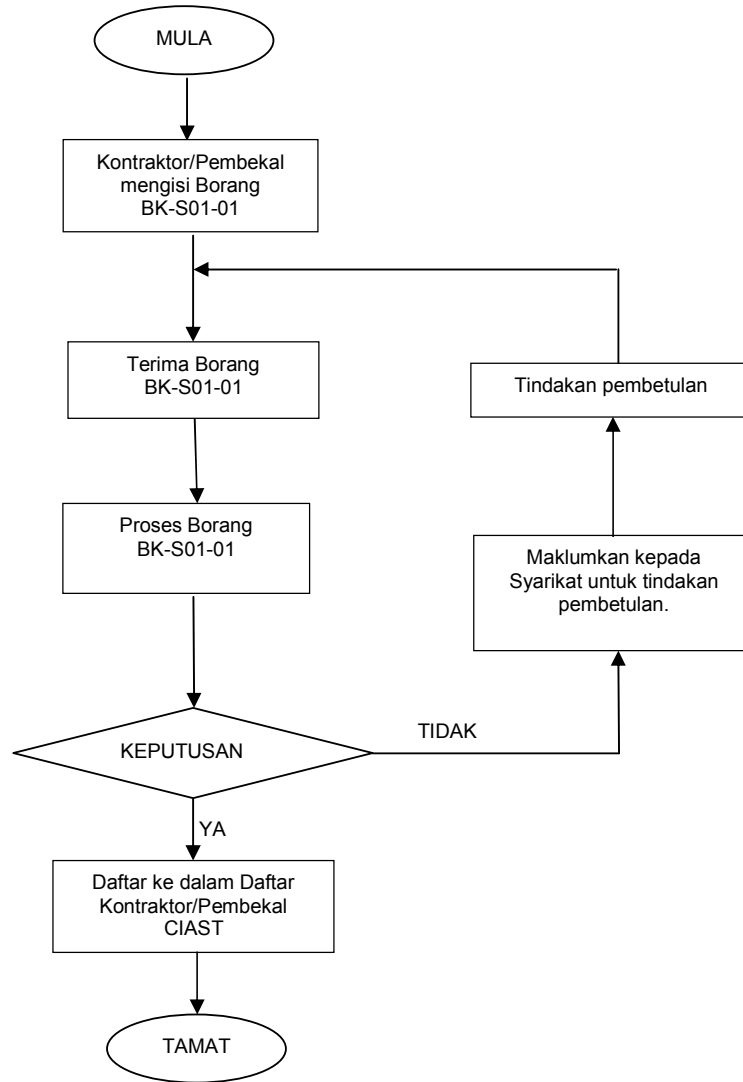 MULA
Kontraktor/Pembekal
mengisi Borang
BK-S01-01
Terima Borang
BK-S01-01
Proses Borang
BK-S01-01
KEPUTUSAN
TIDAK
Maklumkan kepada
Syarikat untuk tindakan
pembetulan.
Tindakan pembetulan
YA
Daftar ke dalam Daftar
Kontraktor/Pembekal
CIAST
TAMAT